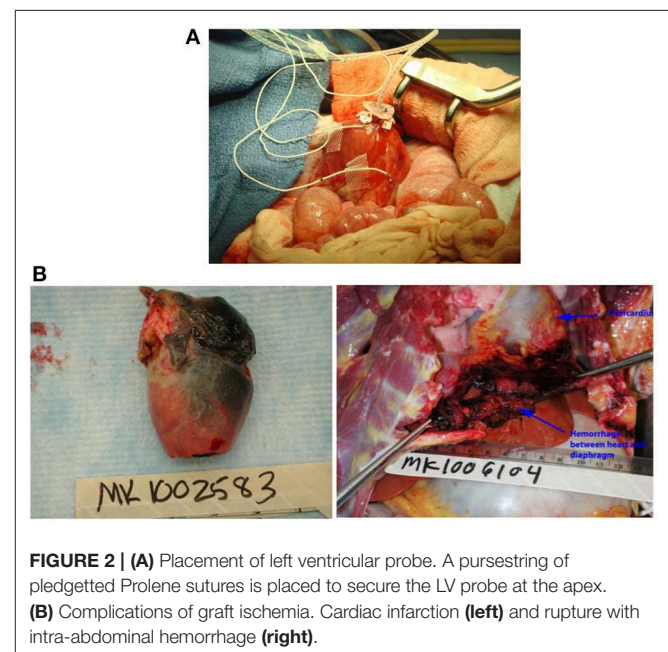 A
B
Pericardium
Hemorrhage
between heart and
diaphragm
MK1002583
MK1006104
FIGURE 2 | (A) Placement of left ventricular probe. A pursestring of
pledgetted Prolene sutures is placed to secure the LV probe at the apex.
(B) Complications of graft ischemia. Cardiac infarction (left) and rupture with
intra-abdominal hemorrhage (right).